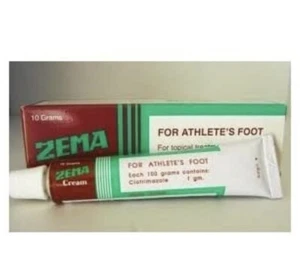 10 Grams
ZEMA
FOR ATHLETE'S FOOT
For topical
ZEMA
Cream
FOR ATHLETE'S FOOT
Each 100 grams contains:
Clotrimazole 1 gm.